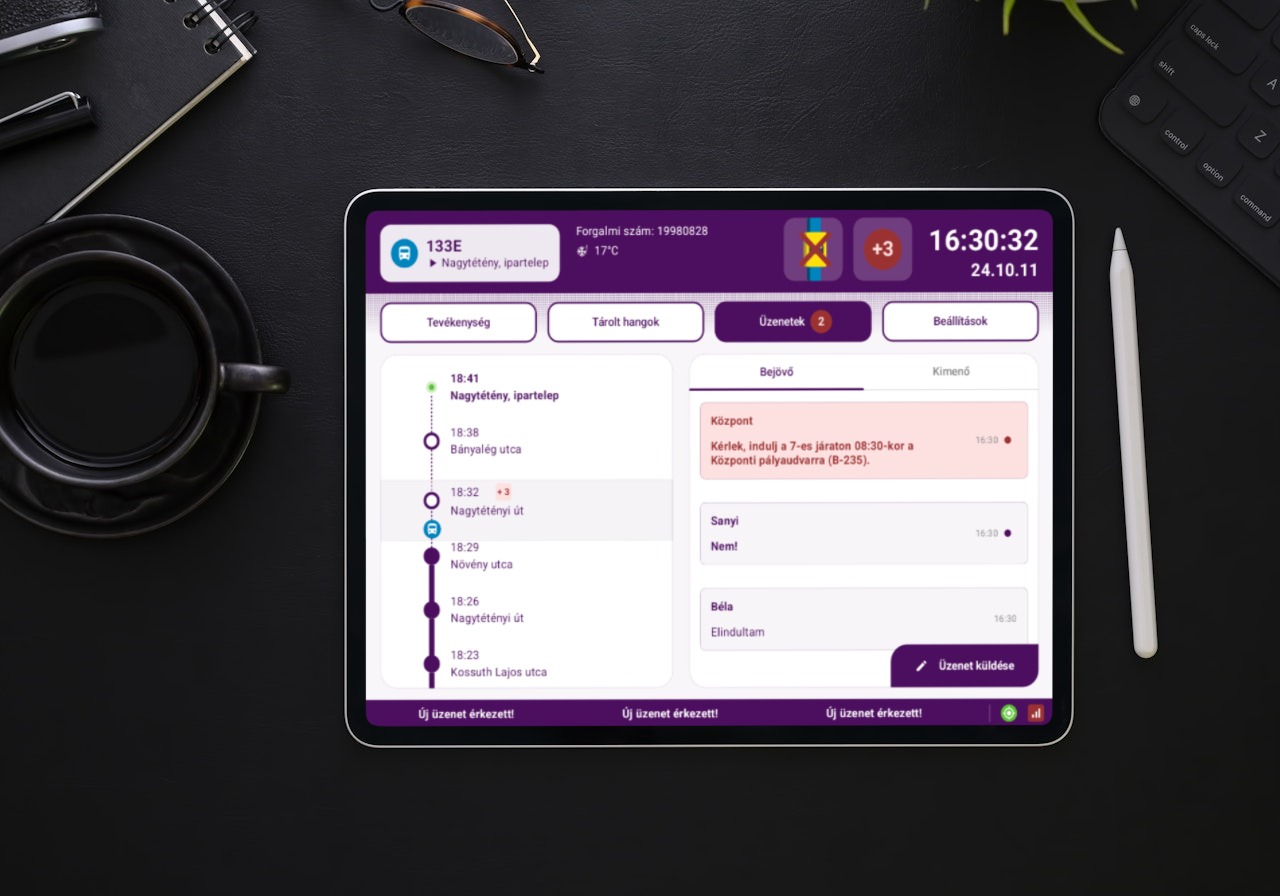 caps lock
A
shift
Z
control
option
command
133E
Nagytétény, ipartelep
Forgalmi szám: 19980828
17°C
+3
16:30:32
24.10.11
Tevékenység
Tárolt hangok
Üzenetek 2
Beállítások
18:41
Nagytétény, ipartelep
18:38
Bányalég utca
18:32 +3
Nagytétényi út
18:29
Növény utca
18:26
Nagytétényi út
18:23
Kossuth Lajos utca
Bejövő
Kimenő
Központ
Kérlek, indulj a 7-es járaton 08:30-kor a
Központi pályaudvarra (B-235).
16:30
Sanyi
Nem!
16:30
Béla
Elindultam
16:30
Üzenet küldése
Új üzenet érkezett!
Új üzenet érkezett!
Új üzenet érkezett!